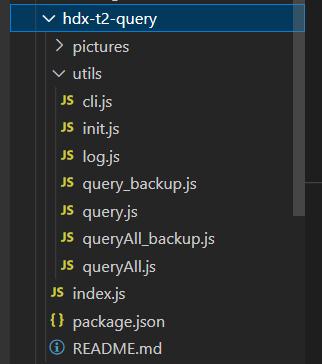 hdx-t2-query
pictures
utils
JS cli.js
JS init.js
JS log.js
JS query_backup.js
JS query.js
JS queryAll_backup.js
JS queryAll.js
JS index.js
{} package.json
README.md